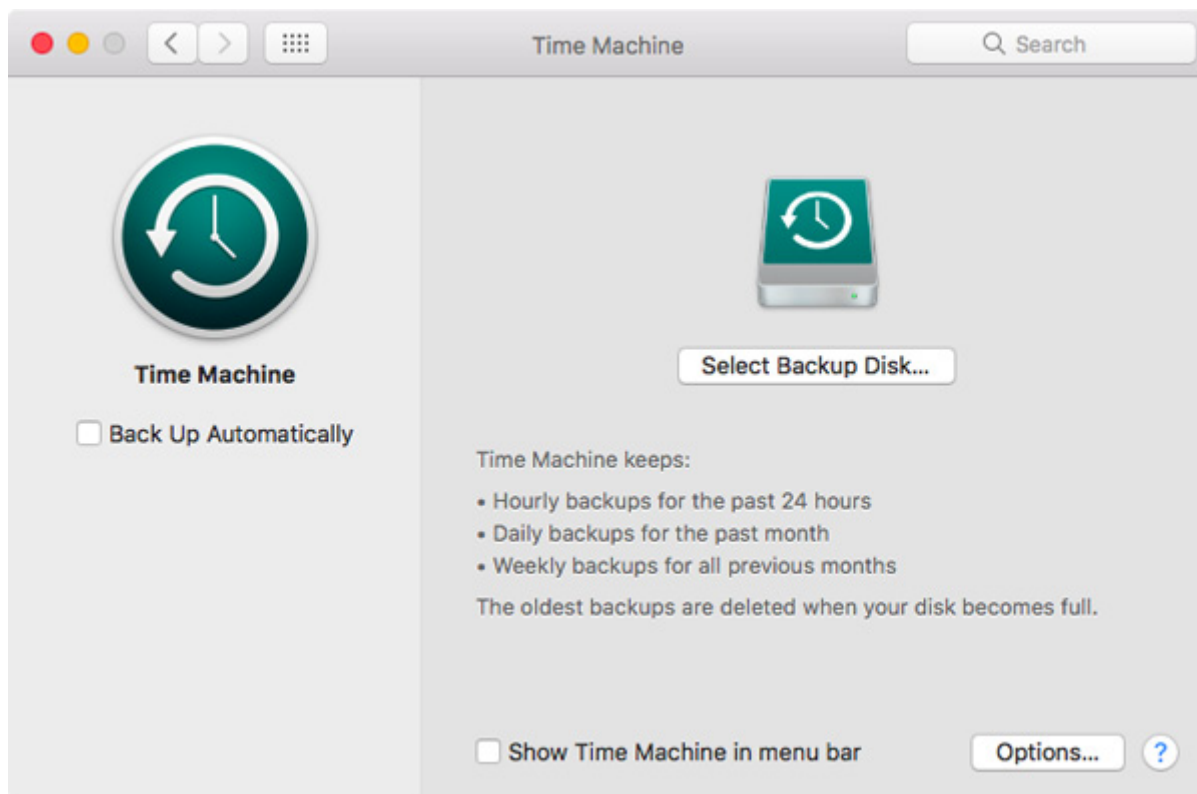 Time Machine
Search
Time Machine
Back Up Automatically
Select Backup Disk...
Time Machine keeps:
• Hourly backups for the past 24 hours
• Daily backups for the past month
• Weekly backups for all previous months
The oldest backups are deleted when your disk becomes full.
Show Time Machine in menu bar
Options...
?